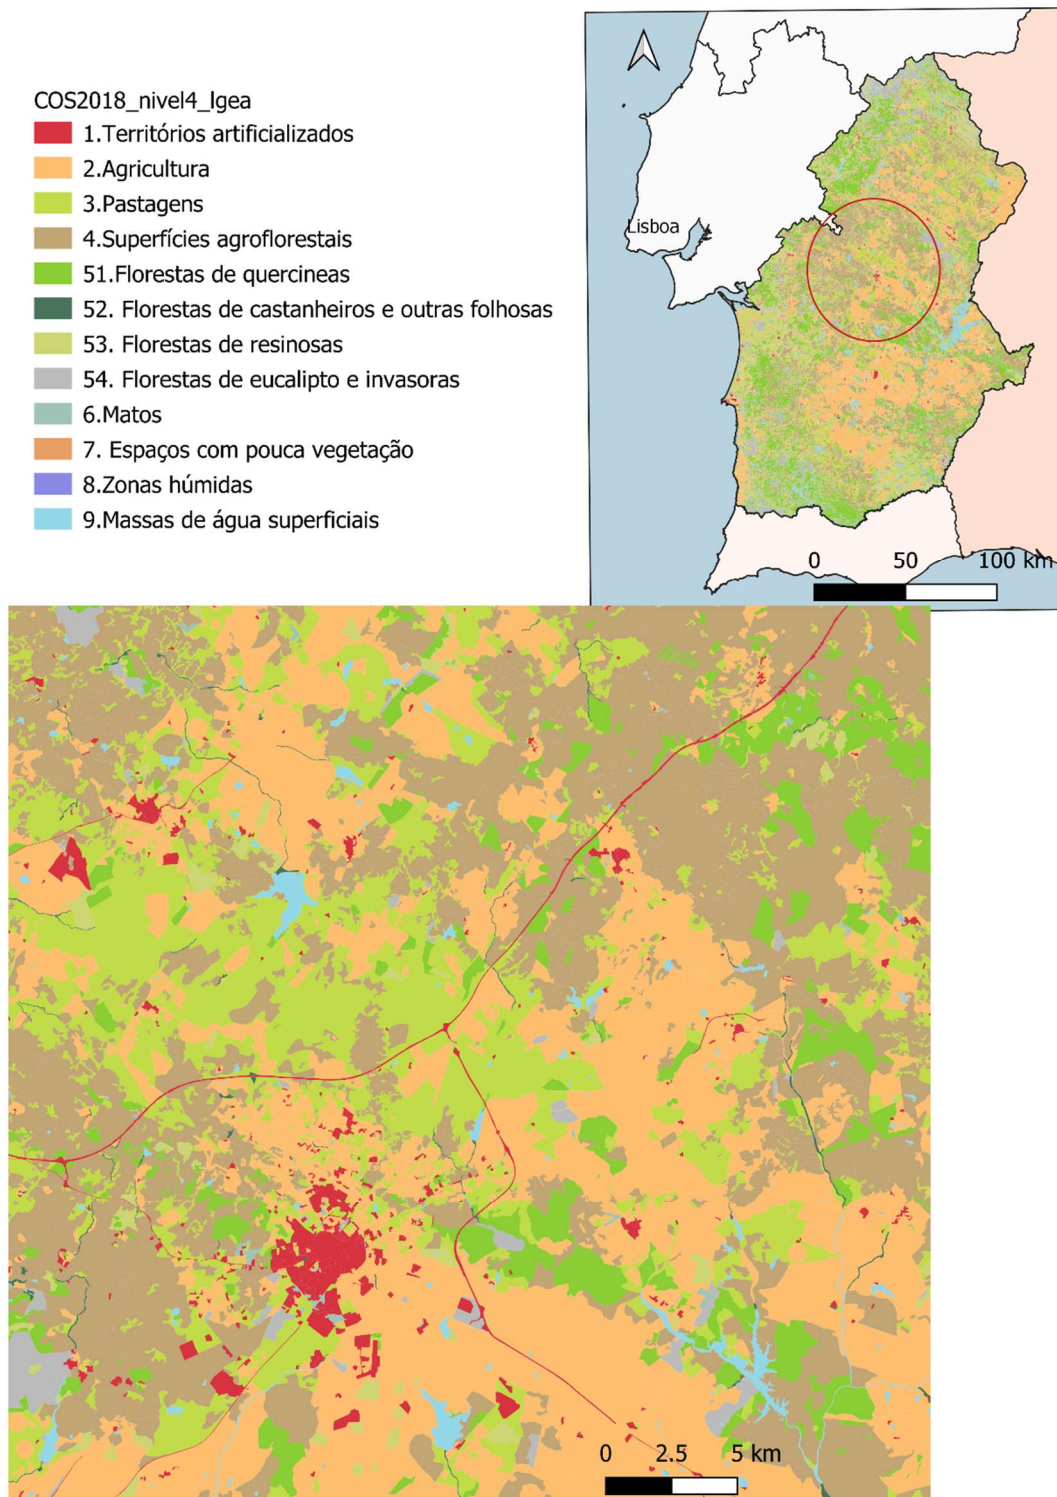 COS2018_nivel4_Igea
1.Territórios artificializados
2.Agricultura
3.Pastagens
4.Superfícies agroflorestais
51.Florestas de quercineas
52. Florestas de castanheiros e outras folhosas
53. Florestas de resinosas
54. Florestas de eucalipto e invasoras
6.Matos
7. Espaços com pouca vegetação
8.Zonas húmidas
9.Massas de água superficiais
Lisboa
0 50 100 km
0 2.5 5 km